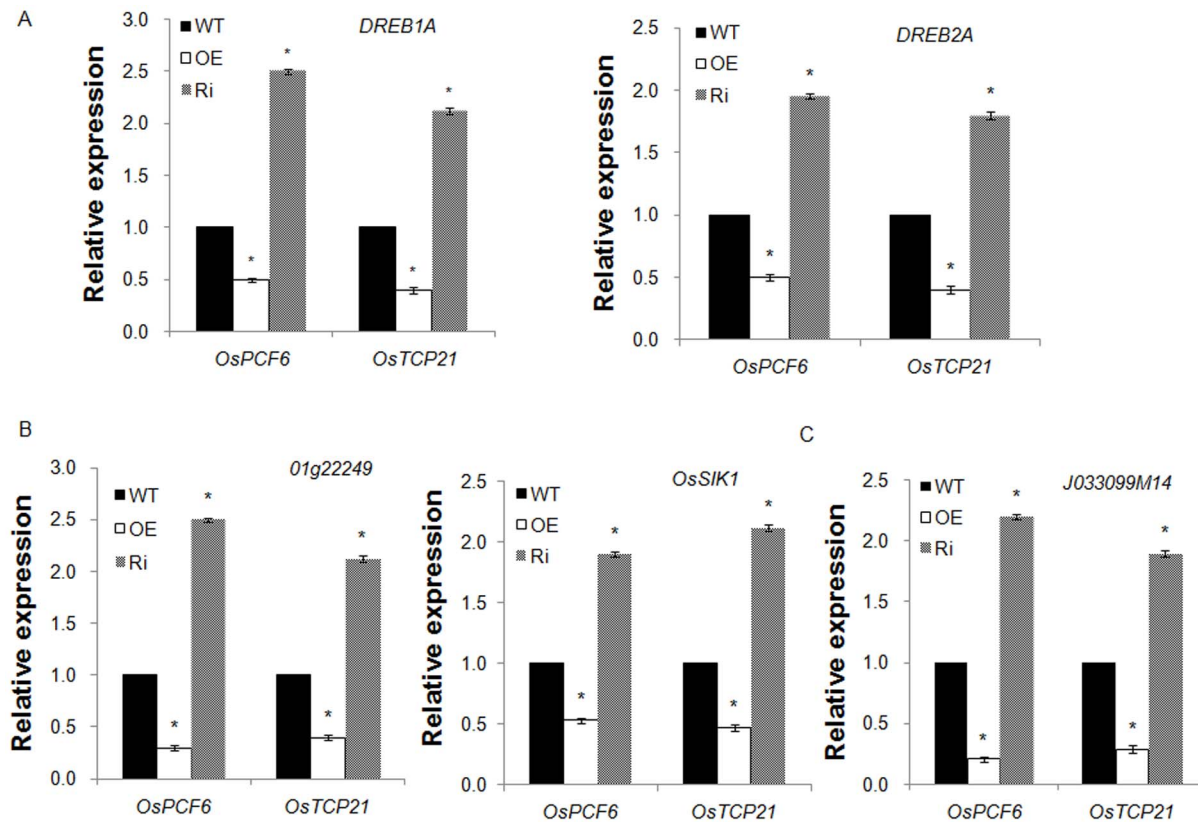 A
Relative expression
3.0
2.5
2.0
1.5
1.0
0.5
0.0
WT
OE
Ri
DREB1A
*
*
*
*
OsPCF6
OsTCP21
Relative expression
2.5
2.0
1.5
1.0
0.5
0.0
WT
OE
Ri
DREB2A
*
*
*
*
OsPCF6
OsTCP21
B
Relative expression
3.0
2.5
2.0
1.5
1.0
0.5
0.0
WT
OE
Ri
01g22249
*
*
*
*
OsPCF6
OsTCP21
Relative expression
2.5
2.0
1.5
1.0
0.5
0.0
WT
OE
Ri
OsSIK1
*
*
*
*
OsPCF6
OsTCP21
C
Relative expression
2.5
2.0
1.5
1.0
0.5
0.0
WT
OE
Ri
J033099M14
*
*
*
*
OsPCF6
OsTCP21